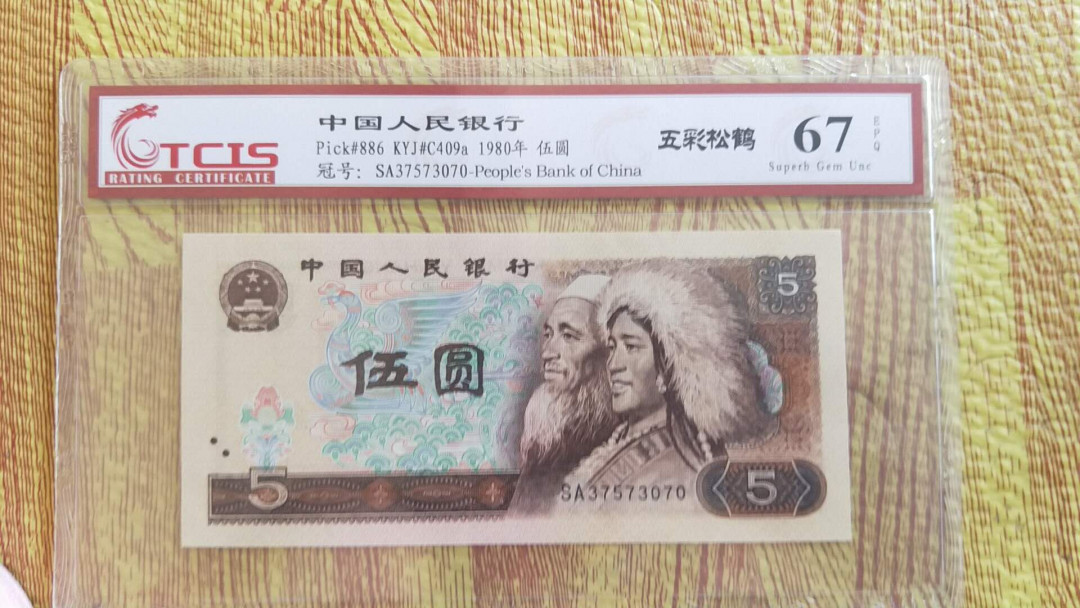 TCIS
RATING CERTIFICATE
中国人民银行
Pick#886 KYJ#C409a 1980年 伍圆
冠号: SA37573070-People's Bank of China
五彩松鹤
67
EPQ
Superb Gem Unc
中国人民银行
5
伍圆
5
SA37573070
5